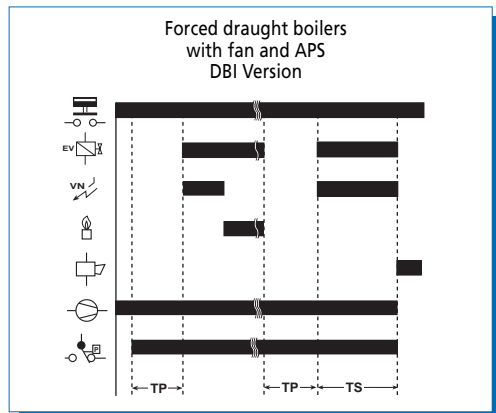 Forced draught boilers
with fan and APS
DBI Version
EV
VN
P
TP TP TS